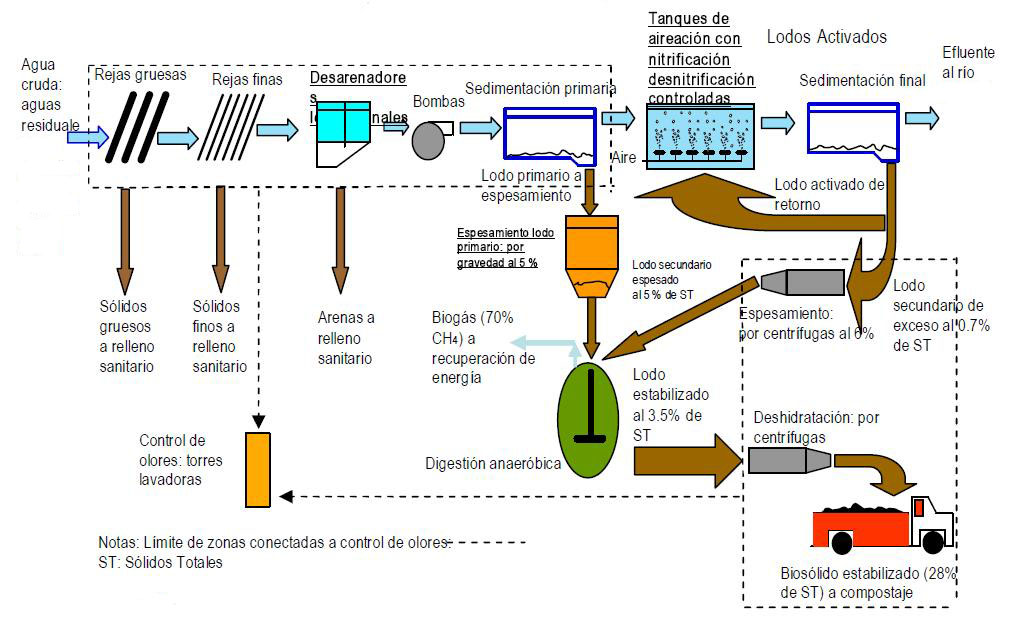 Agua
cruda:
aguas
residuale
Rejas gruesas
Rejas finas
Desarenadore
s
nales
Bombas
Sedimentación primaria
Tanques de
aireación con
nitrificación
desnitrificación
controladas
Aire
Lodos Activados
Sedimentación final
Efluente
al río
Lodo primario a
espesamiento
Lodo activado de
retorno
Espesamiento lodo
primario: por
gravedad al 5 %
Lodo secundario
espesado
al 5 % de ST
Espesamiento:
por centrífugas al 6%
Lodo
secundario de
exceso al 0.7%
de ST
Sólidos
gruesos
a relleno
sanitario
Sólidos
finos a
relleno
sanitario
Arenas a
relleno
sanitario
Biogás (70%
CH4) a
recuperación de
energía
Lodo
estabilizado
al 3.5% de
ST
Deshidratación: por
centrífugas
Control de
olores: torres
lavadoras
Digestión anaeróbica
Notas: Límite de zonas conectadas a control de olores:
ST: Sólidos Totales
Biosólido estabilizado (28%
de ST) a compostaje